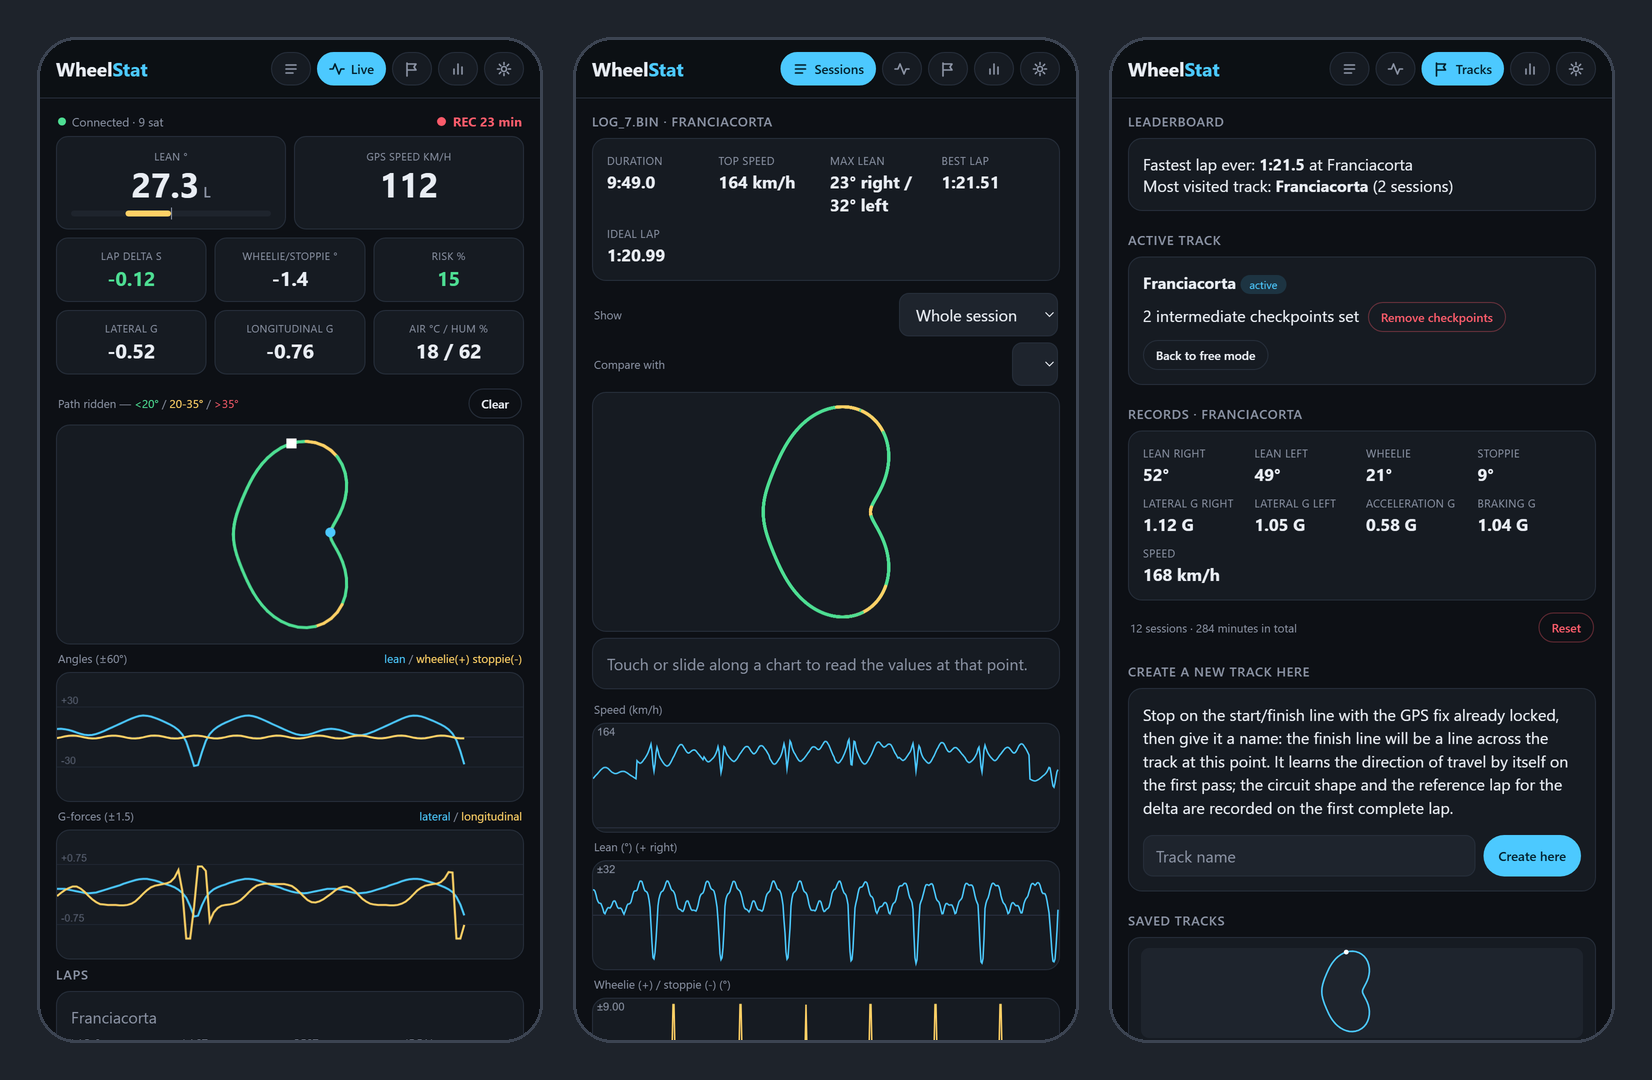 WheelStat
Live
Connected · 9 sat
REC 23 min
LEAN °
27.3 L
GPS SPEED KM/H
112
LAP DELTA S
-0.12
WHEELIE/STOPPIE °
-1.4
RISK %
15
LATERAL G
-0.52
LONGITUDINAL G
-0.76
AIR °C / HUM %
18 / 62
Path ridden — <20° / 20-35° / >35°
Clear
Angles (±60°)
lean / wheelie(+) stoppie(-)
+30
-30
G-forces (±1.5)
lateral / longitudinal
+0.75
-0.75
LAPS
Franciacorta
WheelStat
Sessions
LOG_7.BIN · FRANCIACORTA
DURATION
9:49.0
TOP SPEED
164 km/h
MAX LEAN
23° right /
32° left
BEST LAP
1:21.51
IDEAL LAP
1:20.99
Show
Whole session
Compare with
Touch or slide along a chart to read the values at that point.
Speed (km/h)
164
Lean (°) (+ right)
±32
Wheelie (+) / stoppie (-) (°)
±9.00
WheelStat
Tracks
LEADERBOARD
Fastest lap ever: 1:21.5 at Franciacorta
Most visited track: Franciacorta (2 sessions)
ACTIVE TRACK
Franciacorta active
2 intermediate checkpoints set
Remove checkpoints
Back to free mode
RECORDS · FRANCIACORTA
LEAN RIGHT
52°
LEAN LEFT
49°
WHEELIE
21°
STOPPIE
9°
LATERAL G RIGHT
1.12 G
LATERAL G LEFT
1.05 G
ACCELERATION G
0.58 G
BRAKING G
1.04 G
SPEED
168 km/h
12 sessions · 284 minutes in total
Reset
CREATE A NEW TRACK HERE
Stop on the start/finish line with the GPS fix already locked,
then give it a name: the finish line will be a line across the
track at this point. It learns the direction of travel by itself on
the first pass; the circuit shape and the reference lap for the
delta are recorded on the first complete lap.
Track name
Create here
SAVED TRACKS